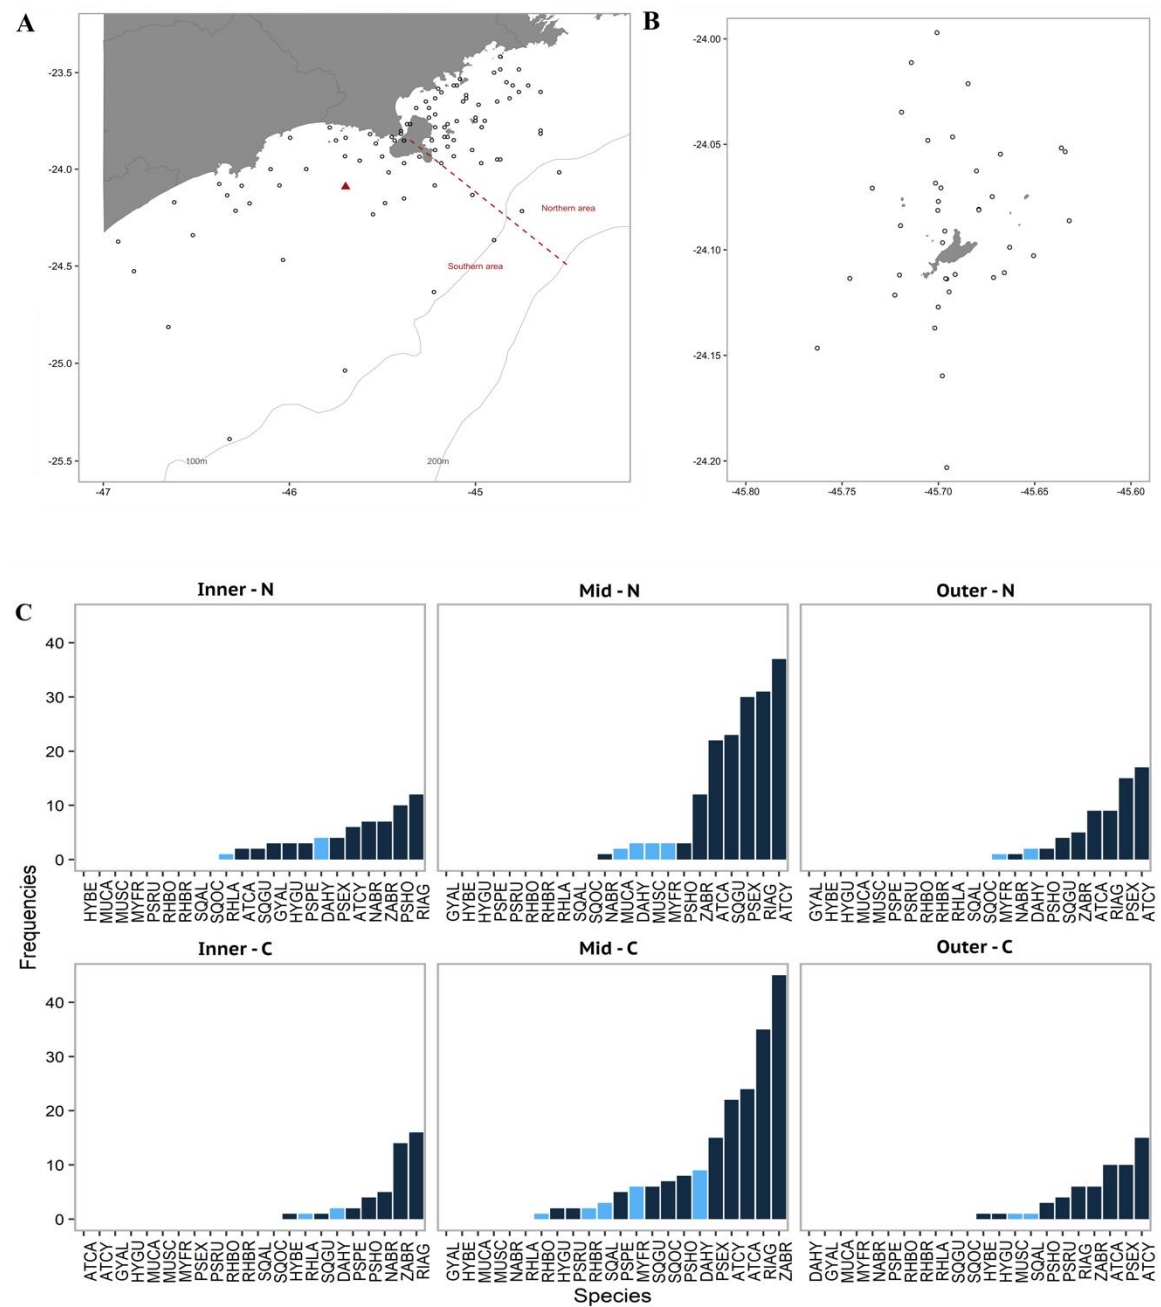 A
-23.5
-24.0
-24.5
-25.0
-25.5
Northern area
Southern area
100m
200m
-47
-46
-45
B
-24.00
-24.05
-24.10
-24.15
-24.20
-45.80
-45.75
-45.70
-45.65
-45.60
C
Frequencies
Inner - N
Mid - N
Outer - N
40
30
20
10
0
HYBE
MUCA
MUSC
MYFR
PSRU
RHBO
RHBR
SQAL
SQOC
RHLA
ATCA
SQGU
GYAL
HYGU
PSPE
DAHY
PSEX
ATCY
NABR
ZABR
PSHO
RIAG
GYAL
HYBE
HYGU
PSPE
PSRU
RHBO
RHBR
RHLA
SQAL
SQOC
NABR
MUCA
DAHY
MUSC
MYFR
PSHO
ZABR
ATCA
SQGU
PSEX
RIAG
ATCY
GYAL
HYBE
HYGU
MUCA
MUSC
PSPE
PSRU
RHBO
RHBR
RHLA
SQAL
SQOC
MYFR
NABR
DAHY
PSHO
SQGU
ZABR
ATCA
RIAG
PSEX
ATCY
Inner - C
Mid - C
Outer - C
40
30
20
10
0
ATCA
ATCY
GYAL
HYGU
MUCA
MUSC
MYFR
PSEX
PSRU
RHBO
RHBR
SQAL
SQOC
HYBE
RHLA
SQGU
DAHY
PSPE
PSHO
NABR
ZABR
RIAG
GYAL
HYBE
MUCA
MUSC
NABR
RHLA
RHBO
HYGU
PSRU
RHBR
SQAL
PSPE
MYFR
SQGU
SQOC
PSHO
DAHY
PSEX
ATCY
ATCA
RIAG
ZABR
DAHY
GYAL
MUCA
MYFR
NABR
PSPE
RHBO
RHBR
RHLA
SQGU
SQOC
HYBE
HYGU
MUSC
SQAL
PSHO
PSRU
RIAG
ZABR
ATCA
PSEX
ATCY
Species